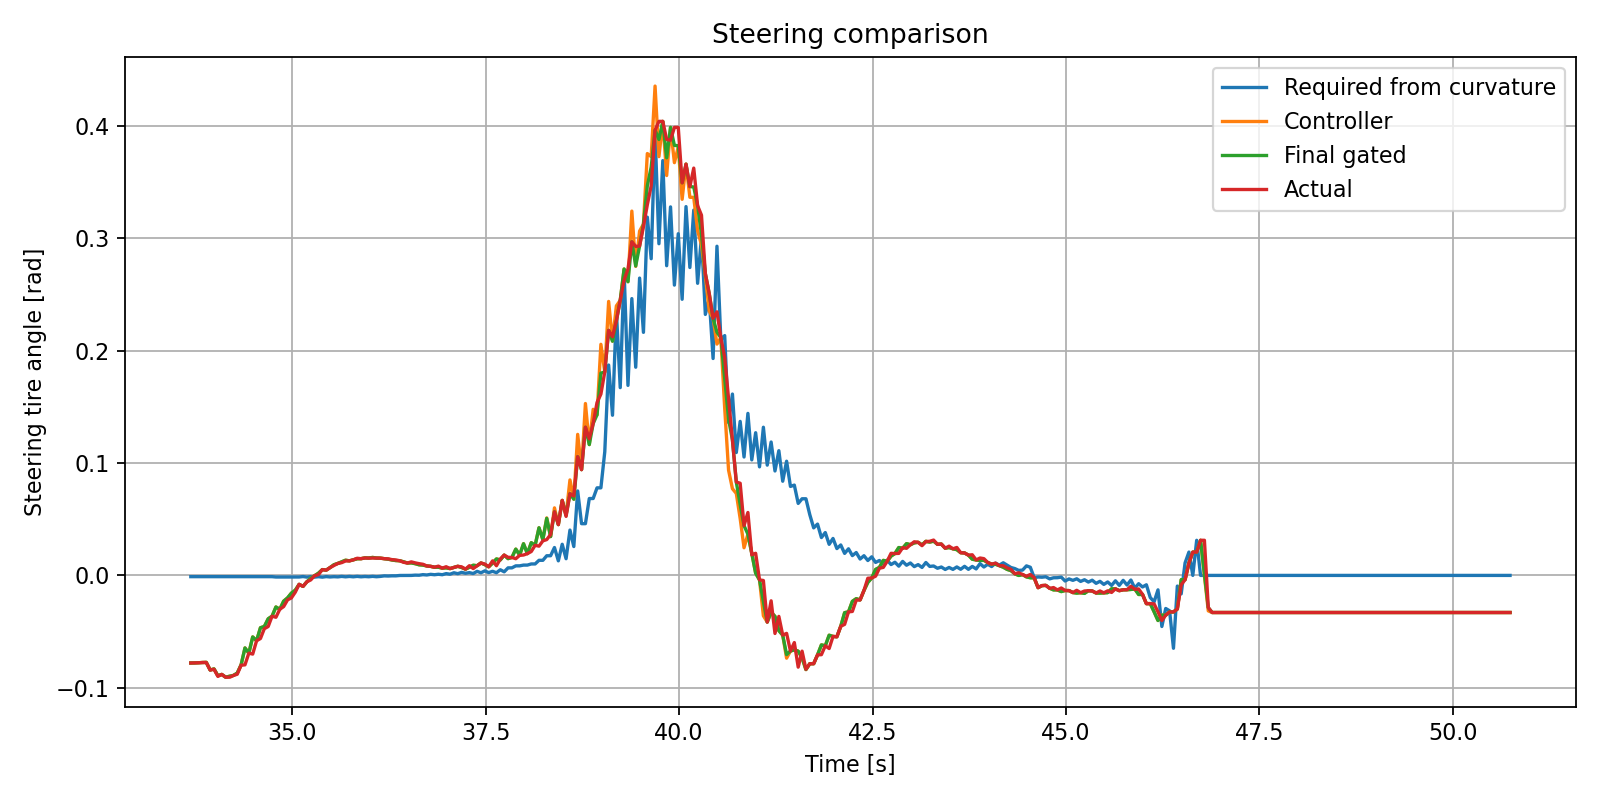 Steering comparison
Required from curvature
Controller
Final gated
Actual
Steering tire angle [rad]
0.4
0.3
0.2
0.1
0.0
−0.1
35.0 37.5 40.0 42.5 45.0 47.5 50.0
Time [s]